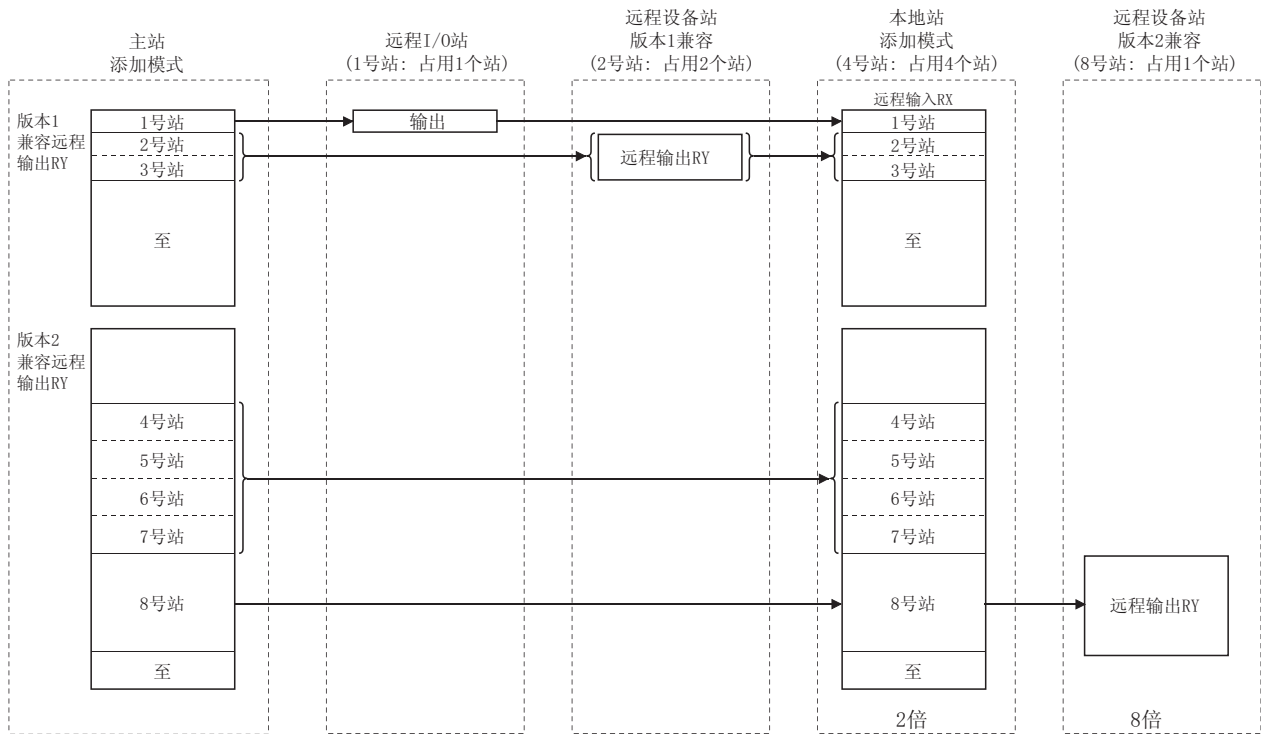 主站
添加模式
远程I/O站
(1号站: 占用1个站)
远程设备站
版本1兼容
(2号站: 占用2个站)
本地站
添加模式
(4号站: 占用4个站)
远程设备站
版本2兼容
(8号站: 占用1个站)
版本1
兼容远程
输出RY
1号站
2号站
3号站
至
输出
远程输出RY
远程输入RX
1号站
2号站
3号站
至
版本2
兼容远程
输出RY
4号站
5号站
6号站
7号站
8号站
至
4号站
5号站
6号站
7号站
8号站
至
远程输出RY
2倍
8倍